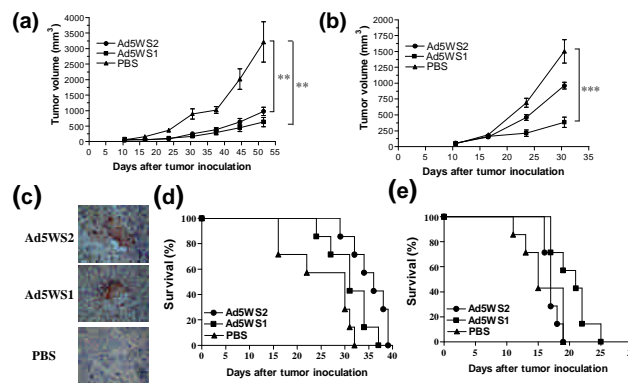 (a)
Tumor volume (mm³)
4000
3500
3000
2500
2000
1500
1000
500
0
Ad5WS2
Ad5WS1
PBS
**
**
0 5 10 15 20 25 30 35 40 45 50 55
Days after tumor inoculation
(b)
Tumor volume (mm³)
2000
1750
1500
1250
1000
750
500
250
0
Ad5WS2
Ad5WS1
PBS
***
0 5 10 15 20 25 30 35
Days after tumor inoculation
(c)
Ad5WS2
Ad5WS1
PBS
(d)
Survival (%)
100
80
60
40
20
0
Ad5WS2
Ad5WS1
PBS
0 5 10 15 20 25 30 35 40
Days after tumor inoculation
(e)
Survival (%)
100
80
60
40
20
0
Ad5WS2
Ad5WS1
PBS
0 5 10 15 20 25
Days after tumor inoculation